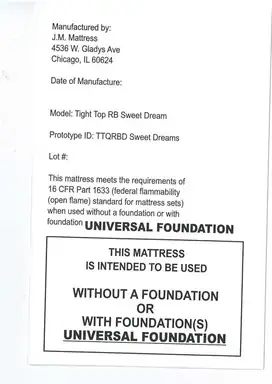 Manufactured by:
J.M. Mattress
4536 W. Gladys Ave
Chicago, IL 60624
Date of Manufacture:
Model: Tight Top RB Sweet Dream
Prototype ID: TTQRBD Sweet Dreams
Lot #:
This mattress meets the requirements of
16 CFR Part 1633 (federal flammability
(open flame) standard for mattress sets)
when used without a foundation or with
foundation UNIVERSAL FOUNDATION
THIS MATTRESS
IS INTENDED TO BE USED
WITHOUT A FOUNDATION
OR
WITH FOUNDATION(S)
UNIVERSAL FOUNDATION